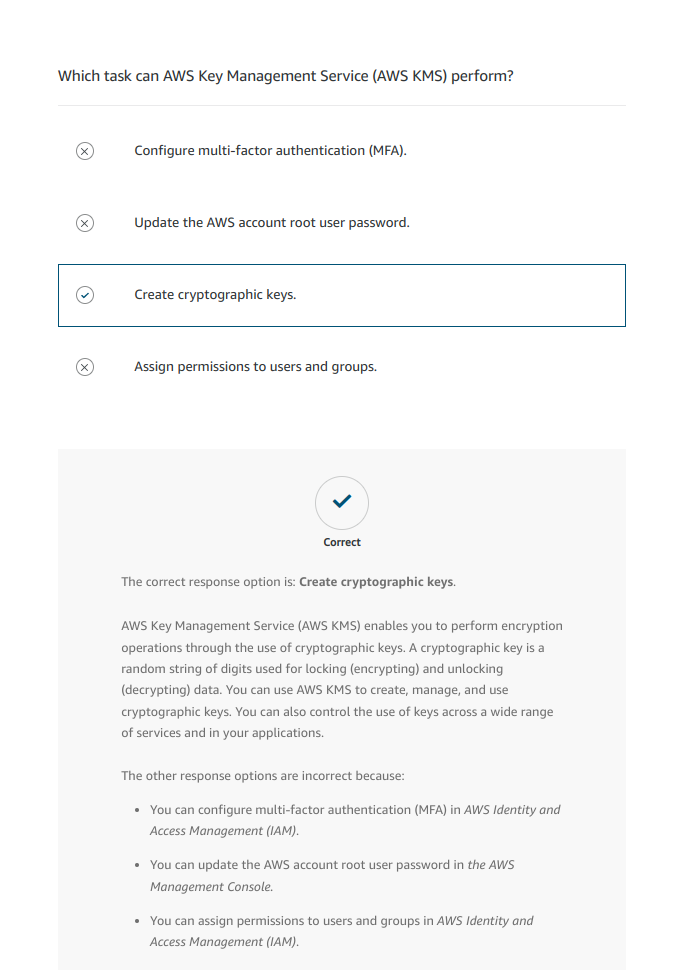 Which task can AWS Key Management Service (AWS KMS) perform?
Configure multi-factor authentication (MFA).
Update the AWS account root user password.
Create cryptographic keys.
Assign permissions to users and groups.
Correct
The correct response option is: Create cryptographic keys.
AWS Key Management Service (AWS KMS) enables you to perform encryption
operations through the use of cryptographic keys. A cryptographic key is a
random string of digits used for locking (encrypting) and unlocking
(decrypting) data. You can use AWS KMS to create, manage, and use
cryptographic keys. You can also control the use of keys across a wide range
of services and in your applications.
The other response options are incorrect because:
• You can configure multi-factor authentication (MFA) in AWS Identity and
Access Management (IAM).
• You can update the AWS account root user password in the AWS
Management Console.
• You can assign permissions to users and groups in AWS Identity and
Access Management (IAM).